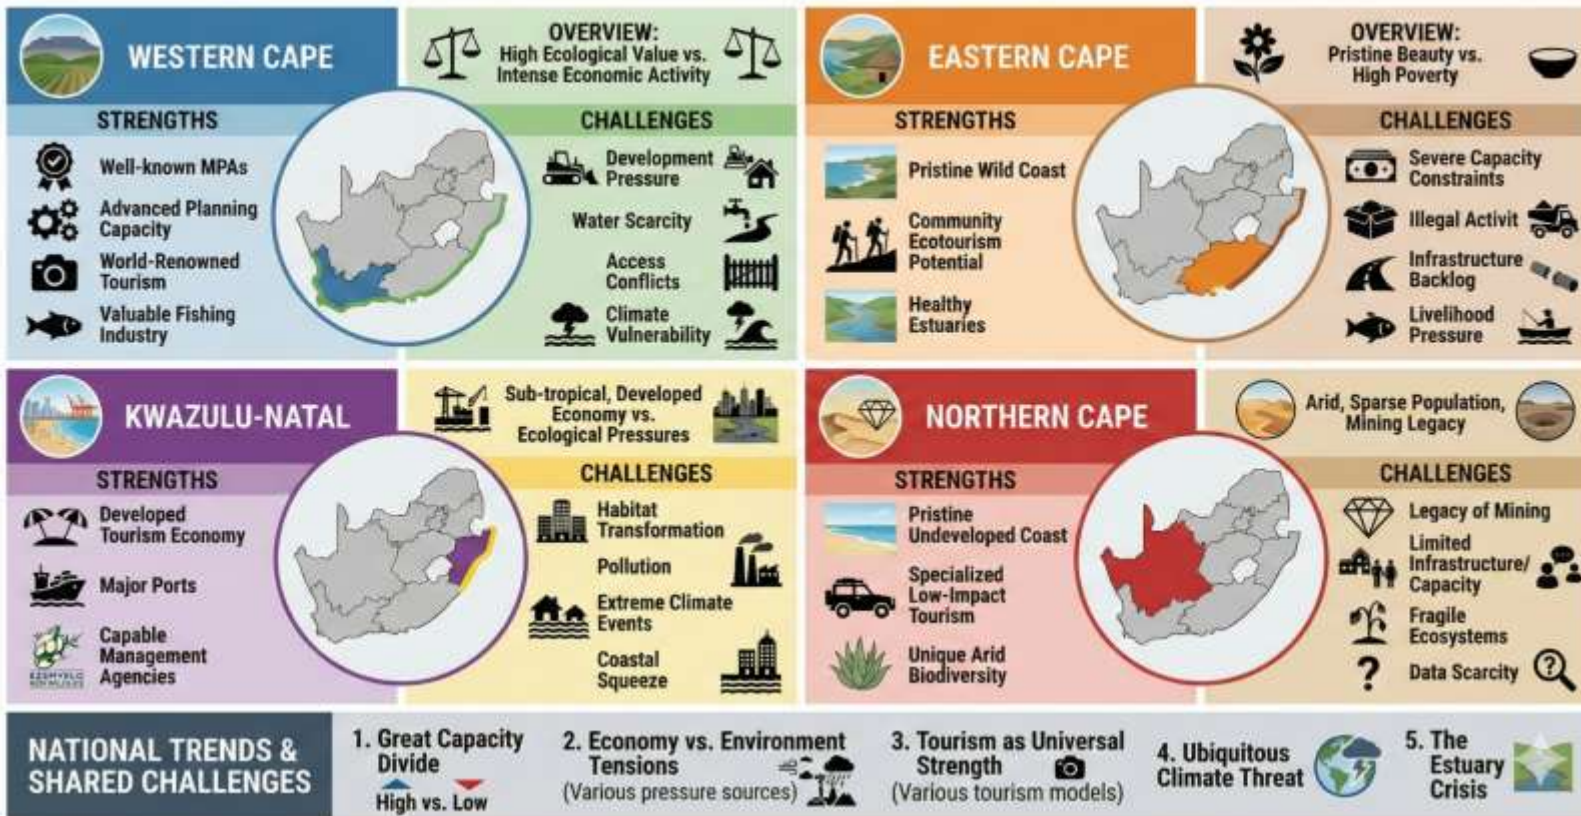 WESTERN CAPE
OVERVIEW:
High Ecological Value vs.
Intense Economic Activity
STRENGTHS
Well-known MPAs
Advanced Planning
Capacity
World-Renowned
Tourism
Valuable Fishing
Industry
CHALLENGES
Development
Pressure
Water Scarcity
Access
Conflicts
Climate
Vulnerability
EASTERN CAPE
OVERVIEW:
Pristine Beauty vs.
High Poverty
STRENGTHS
Pristine Wild Coast
Community
Ecotourism
Potential
Healthy
Estuaries
CHALLENGES
Severe Capacity
Constraints
Illegal Activit
Infrastructure
Backlog
Livelihood
Pressure
KWAZULU-NATAL
Sub-tropical, Developed
Economy vs.
Ecological Pressures
STRENGTHS
Developed
Tourism Economy
Major Ports
Capable
Management
Agencies
CHALLENGES
Habitat
Transformation
Pollution
Extreme Climate
Events
Coastal
Squeeze
NORTHERN CAPE
Arid, Sparse Population,
Mining Legacy
STRENGTHS
Pristine
Undeveloped Coast
Specialized
Low-Impact
Tourism
Unique Arid
Biodiversity
CHALLENGES
Legacy of Mining
Limited
Infrastructure/
Capacity
Fragile
Ecosystems
?
Data Scarcity
?
NATIONAL TRENDS &
SHARED CHALLENGES
1. Great Capacity
Divide
High vs. Low
2. Economy vs. Environment
Tensions
(Various pressure sources)
3. Tourism as Universal
Strength
(Various tourism models)
4. Ubiquitous
Climate Threat
5. The
Estuary
Crisis